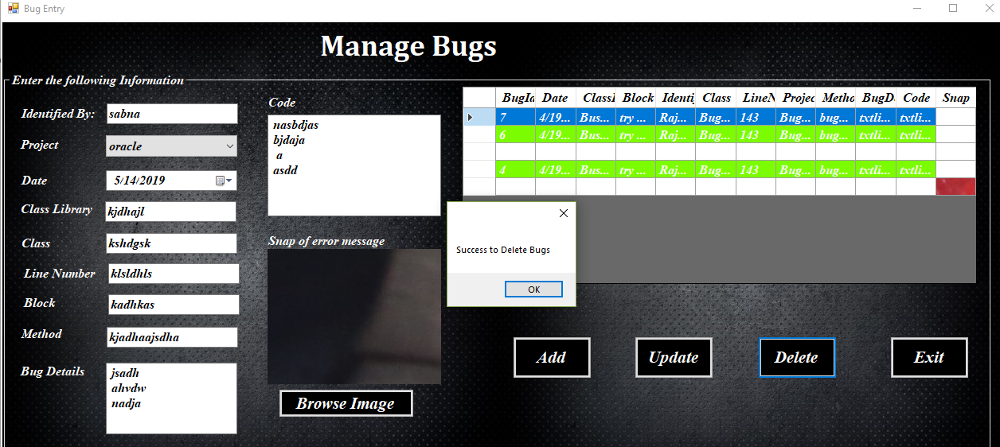 Bug Entry
Manage Bugs
Enter the following Information
Identified By: sabna
Project oracle
Date 5/14/2019
Class Library kjdhajl
Class kshdgsk
Line Number klsldhls
Block kadhkas
Method kjadhaajsdha
Bug Details jsadh
ahvdw
nadja
Code
nasbdjas
bjdaja
a
asdd
Snap of error message
Browse Image
BugId Date ClassL Block Identif Class LineN Projec Metho BugD Code Snap
7 4/19... Bus... try ... Raj... Bug... 143 Bug... bug... txtli... txtli...
6 4/19... Bus... try ... Raj... Bug... 143 Bug... bug... txtli... txtli...
4 4/19... Bus... try ... Raj... Bug... 143 Bug... bug... txtli... txtli...
Success to Delete Bugs
OK
Add Update Delete Exit